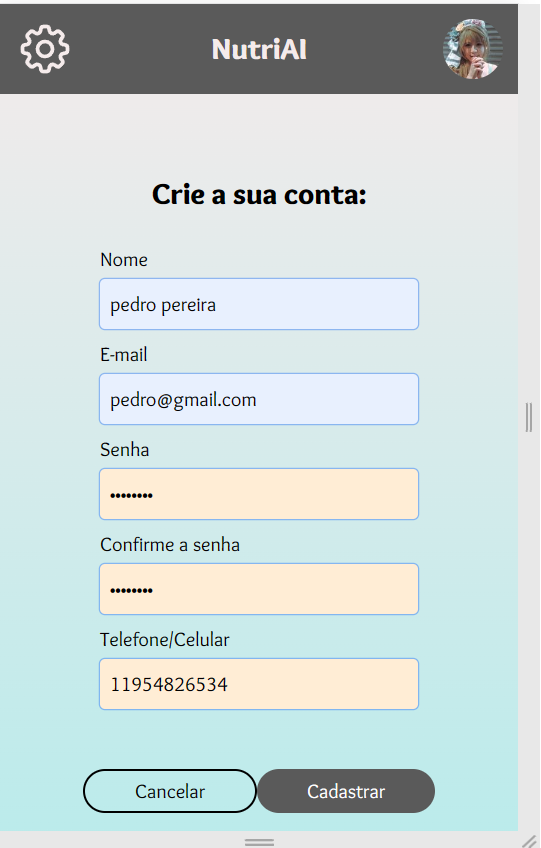 NutriAI
Crie a sua conta:
Nome
pedro pereira
E-mail
pedro@gmail.com
Senha
••••••••
Confirme a senha
••••••••
Telefone/Celular
11954826534
Cancelar
Cadastrar